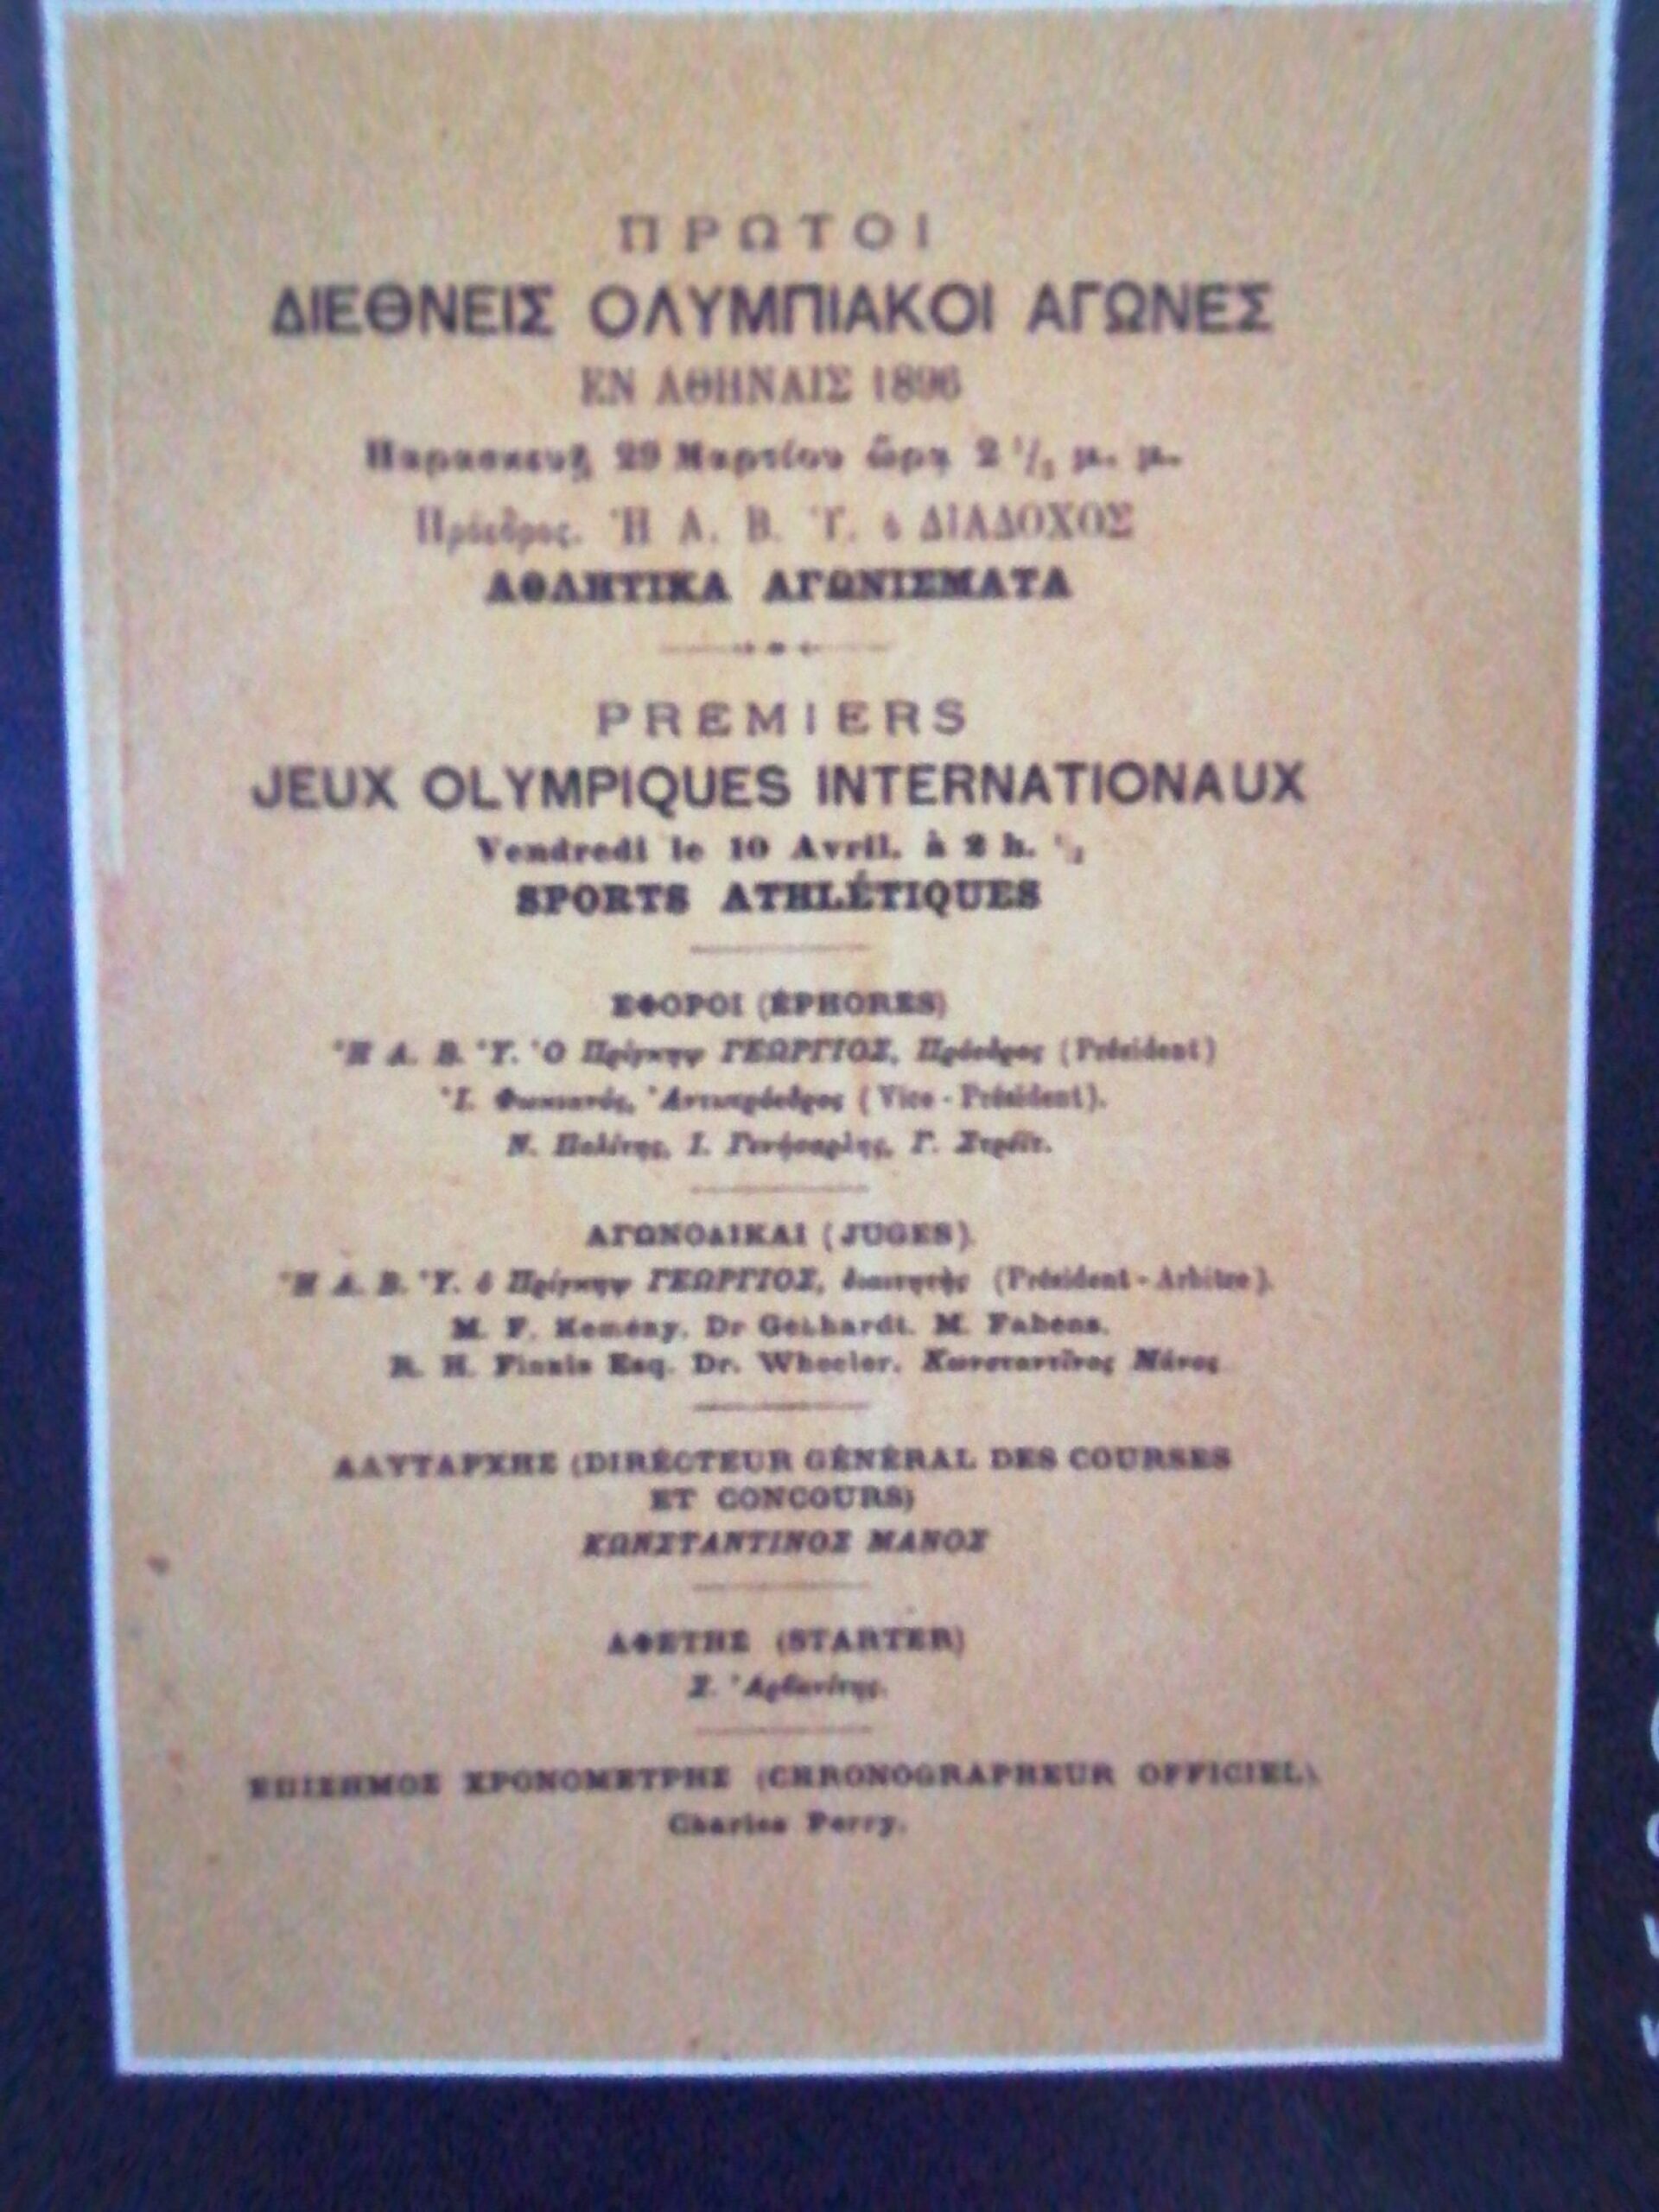 ΠΡΩΤΟΙ
ΔΙΕΘΝΕΙΣ ΟΛΥΜΠΙΑΚΟΙ ΑΓΩΝΕΣ
ΕΝ ΑΘΗΝΑΙΣ 1896
Παρασκευῇ 29 Μαρτίου ὥρᾳ 2 1/2 μ. μ.
Πρόεδρος. Ἡ Α. Β. Ὑ. ὁ ΔΙΑΔΟΧΟΣ
ΑΘΛΗΤΙΚΑ ΑΓΩΝΙΣΜΑΤΑ
PREMIERS
JEUX OLYMPIQUES INTERNATIONAUX
Vendredi le 10 Avril. à 2 h. 1/2
SPORTS ATHLÉTIQUES
ΕΦΟΡΟΙ (ÉPHORES)
Ἡ Α. Β. Ὑ. Ὁ Πρίγκηψ ΓΕΩΡΓΙΟΣ, Πρόεδρος (Président)
Ἰ. Φωκιανός, Ἀντιπρόεδρος (Vice - Président).
Ν. Πολίτης, Ι. Γενήσαρλης, Γ. Στρέϊτ.
ΑΓΩΝΟΔΙΚΑΙ (JUGES)
Ἡ Α. Β. Ὑ. ὁ Πρίγκηψ ΓΕΩΡΓΙΟΣ, διαιτητὴς (Président - Arbitre).
M. F. Kemény. Dr Gebhardt. M. Fabens.
R. H. Finnis Esq. Dr. Wheeler. Κωνσταντῖνος Μάνος
ΑΛΥΤΑΡΧΗΣ (DIRECTEUR GÉNÉRAL DES COURSES
ET CONCOURS)
ΚΩΝΣΤΑΝΤΙΝΟΣ ΜΑΝΟΣ
ΑΦΕΤΗΣ (STARTER)
Σ. Ἀρβανίτης.
ΕΠΙΣΗΜΟΣ ΧΡΟΝΟΜΕΤΡΗΣ (CHRONOGRAPHEUR OFFICIEL)
Charles Perry.